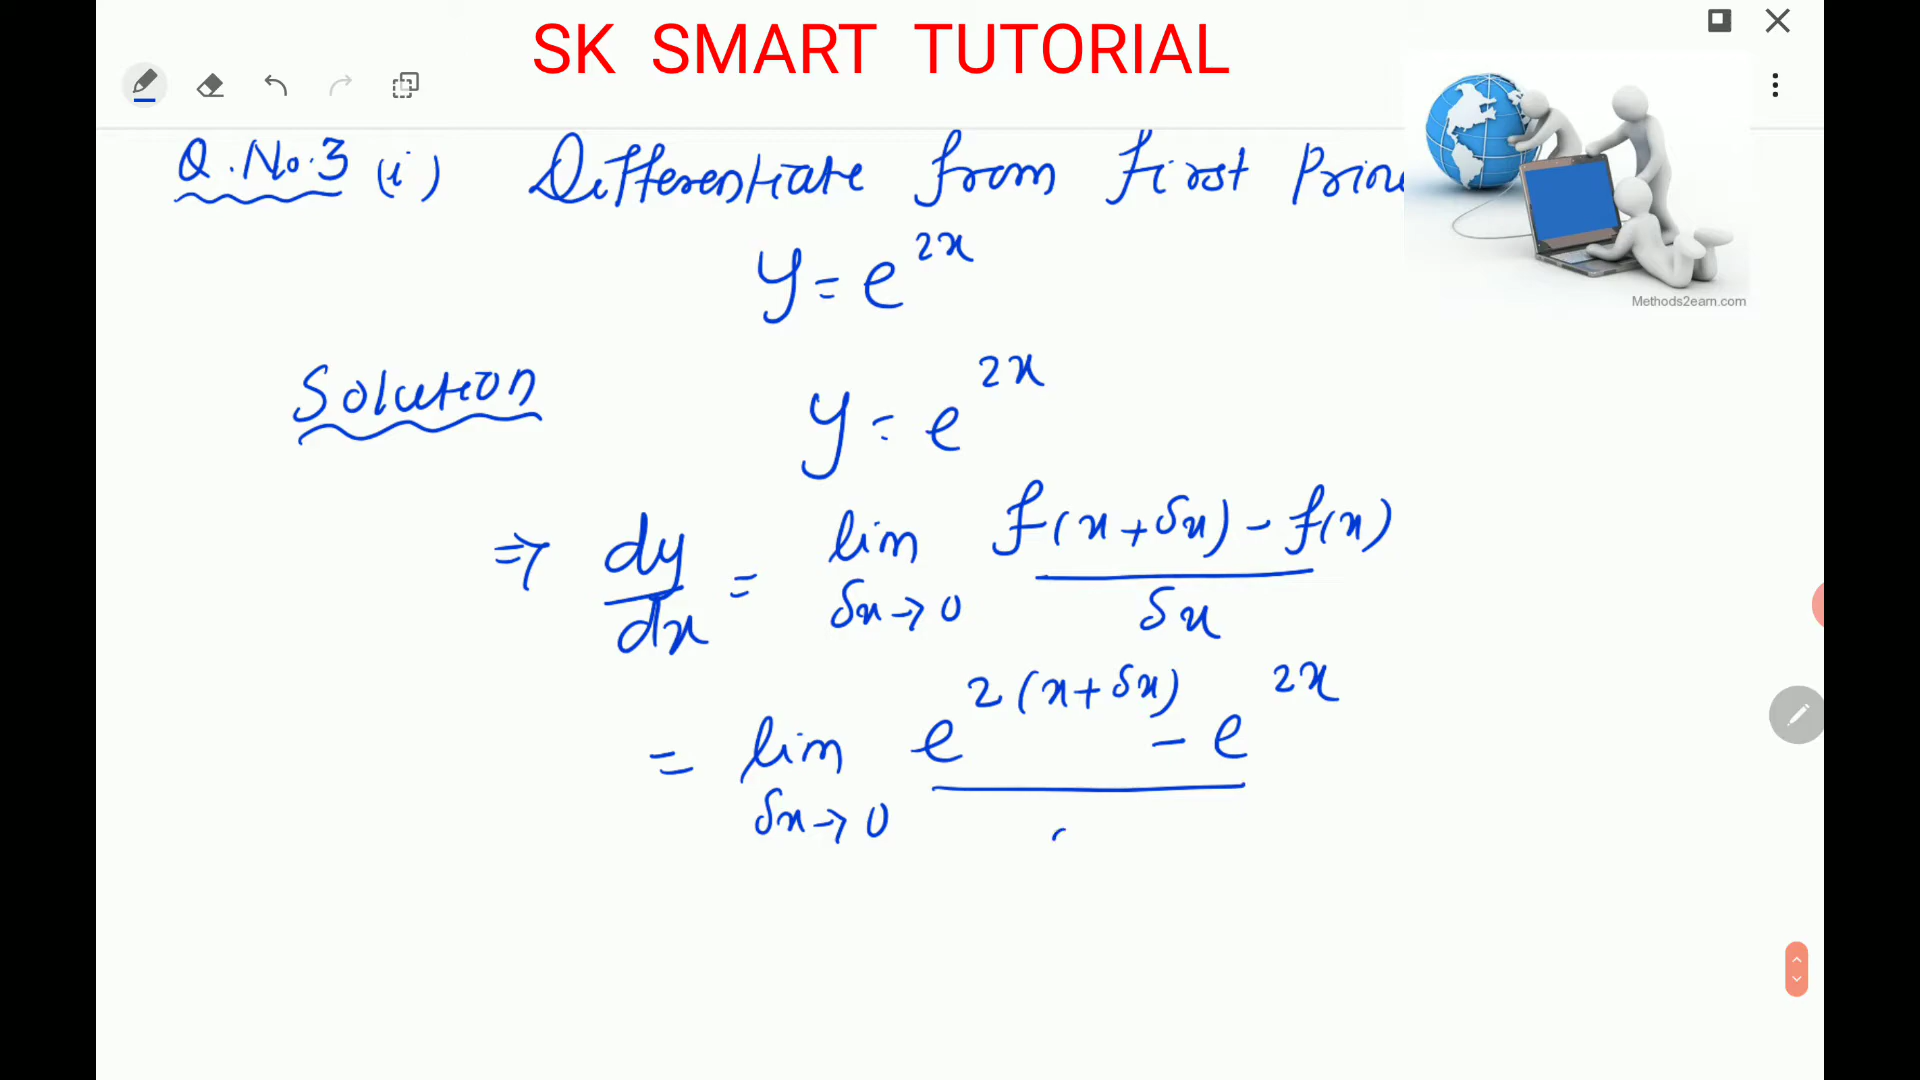 SK SMART TUTORIAL
Q.No.3 (i) Differentiate from first Prin
y = e^2x
Solution
y = e^2x
⇒ dy/dx = lim δx→0 f(x+δx) - f(x) / δx
= lim δx→0 e^2(x+δx) - e^2x
Methods2earn.com